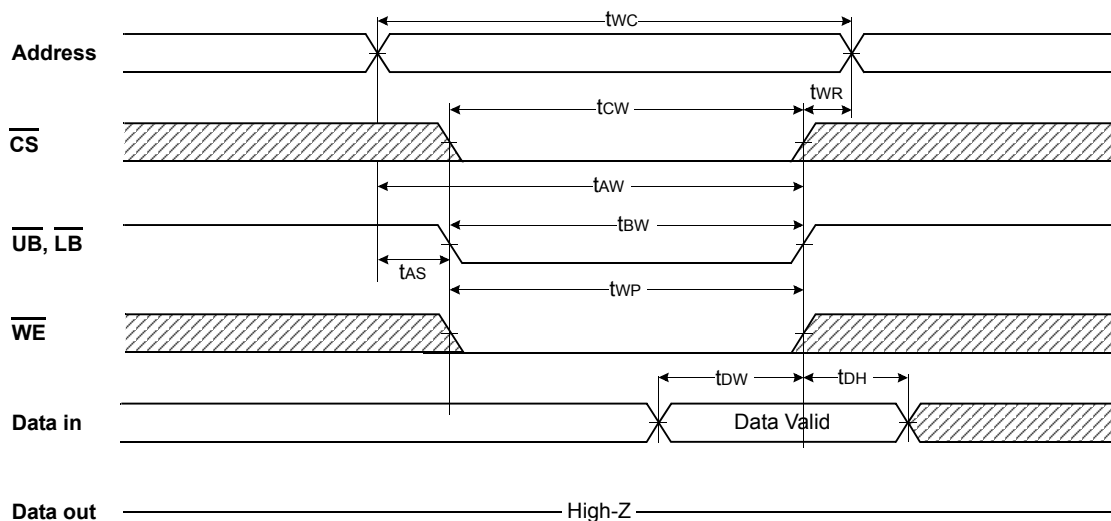 tWC
Address
tWR
tCW
CS
tAW
UB, LB
tBW
tAS
tWP
WE
tDW
tDH
Data in
Data Valid
Data out
High-Z